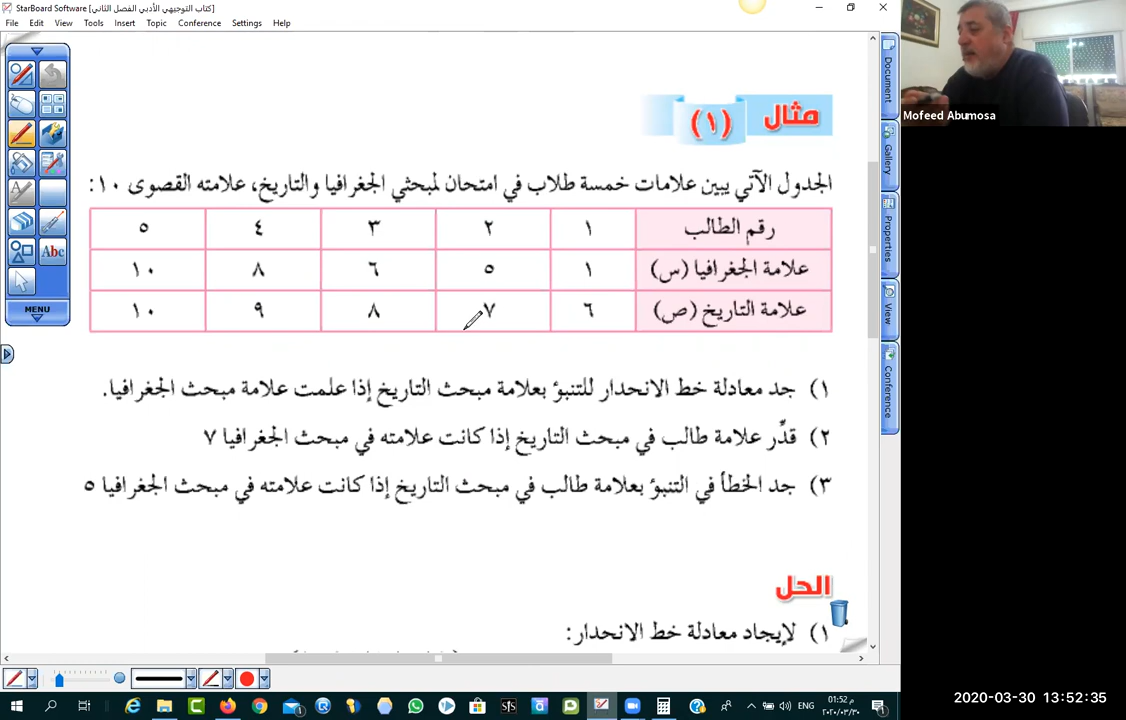 StarBoard Software [كتاب التوجيهي الأدبي الفصل الثاني]
File Edit View Tools Insert Topic Conference Settings Help
مثال (١)
الجدول الآتي يبين علامات خمسة طلاب في امتحان لمبحثي الجغرافيا والتاريخ، علامته القصوى ١٠:
رقم الطالب ١ ٢ ٣ ٤ ٥
علامة الجغرافيا (س) ١ ٥ ٦ ٨ ١٠
علامة التاريخ (ص) ٦ ٧ ٨ ٩ ١٠
١) جد معادلة خط الانحدار للتنبؤ بعلامة مبحث التاريخ إذا علمت علامة مبحث الجغرافيا.
٢) قدِّر علامة طالب في مبحث التاريخ إذا كانت علامته في مبحث الجغرافيا ٧
٣) جد الخطأ في التنبؤ بعلامة طالب في مبحث التاريخ إذا كانت علامته في مبحث الجغرافيا ٥
الحل
١) لإيجاد معادلة خط الانحدار:
Abc
MENU
Document
Gallery
Properties
View
Conference
Mofeed Abumosa
ENG
٠١:٥٢ م
٢٠٢٠/٠٣/٣٠
2020-03-30 13:52:35